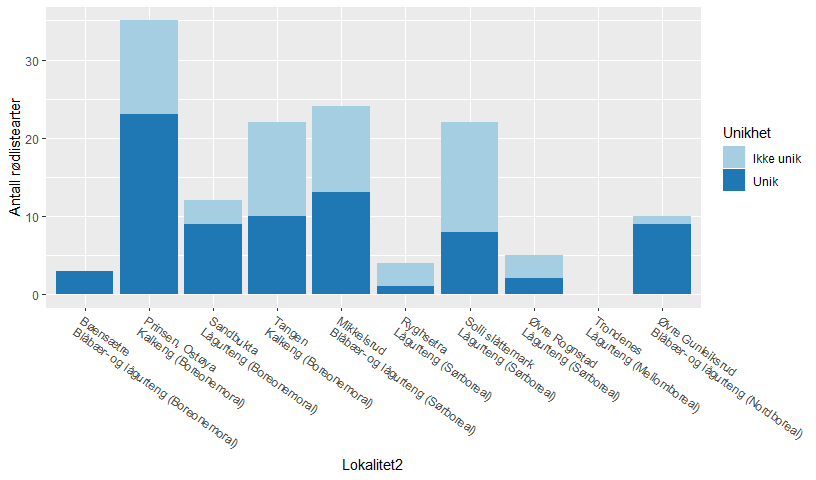 Antall rødlistearter
30
20
10
0
Bøensætre
Blåbær- og lågurteng (Boreonemoral)
Prinsen, Ostøya
Kalkeng (Boreonemoral)
Sandbukta
Lågurteng (Boreonemoral)
Tangen
Kalkeng (Boreonemoral)
Mikkelsrud
Blåbær- og lågurteng (Sørboreal)
Ryghsetra
Lågurteng (Sørboreal)
Solli slåttemark
Lågurteng (Sørboreal)
Øvre Rognstad
Lågurteng (Sørboreal)
Trondenes
Lågurteng (Mellomboreal)
Øvre Gunleiksrud
Blåbær- og lågurteng (Nordboreal)
Lokalitet2
Unikhet
Ikke unik
Unik